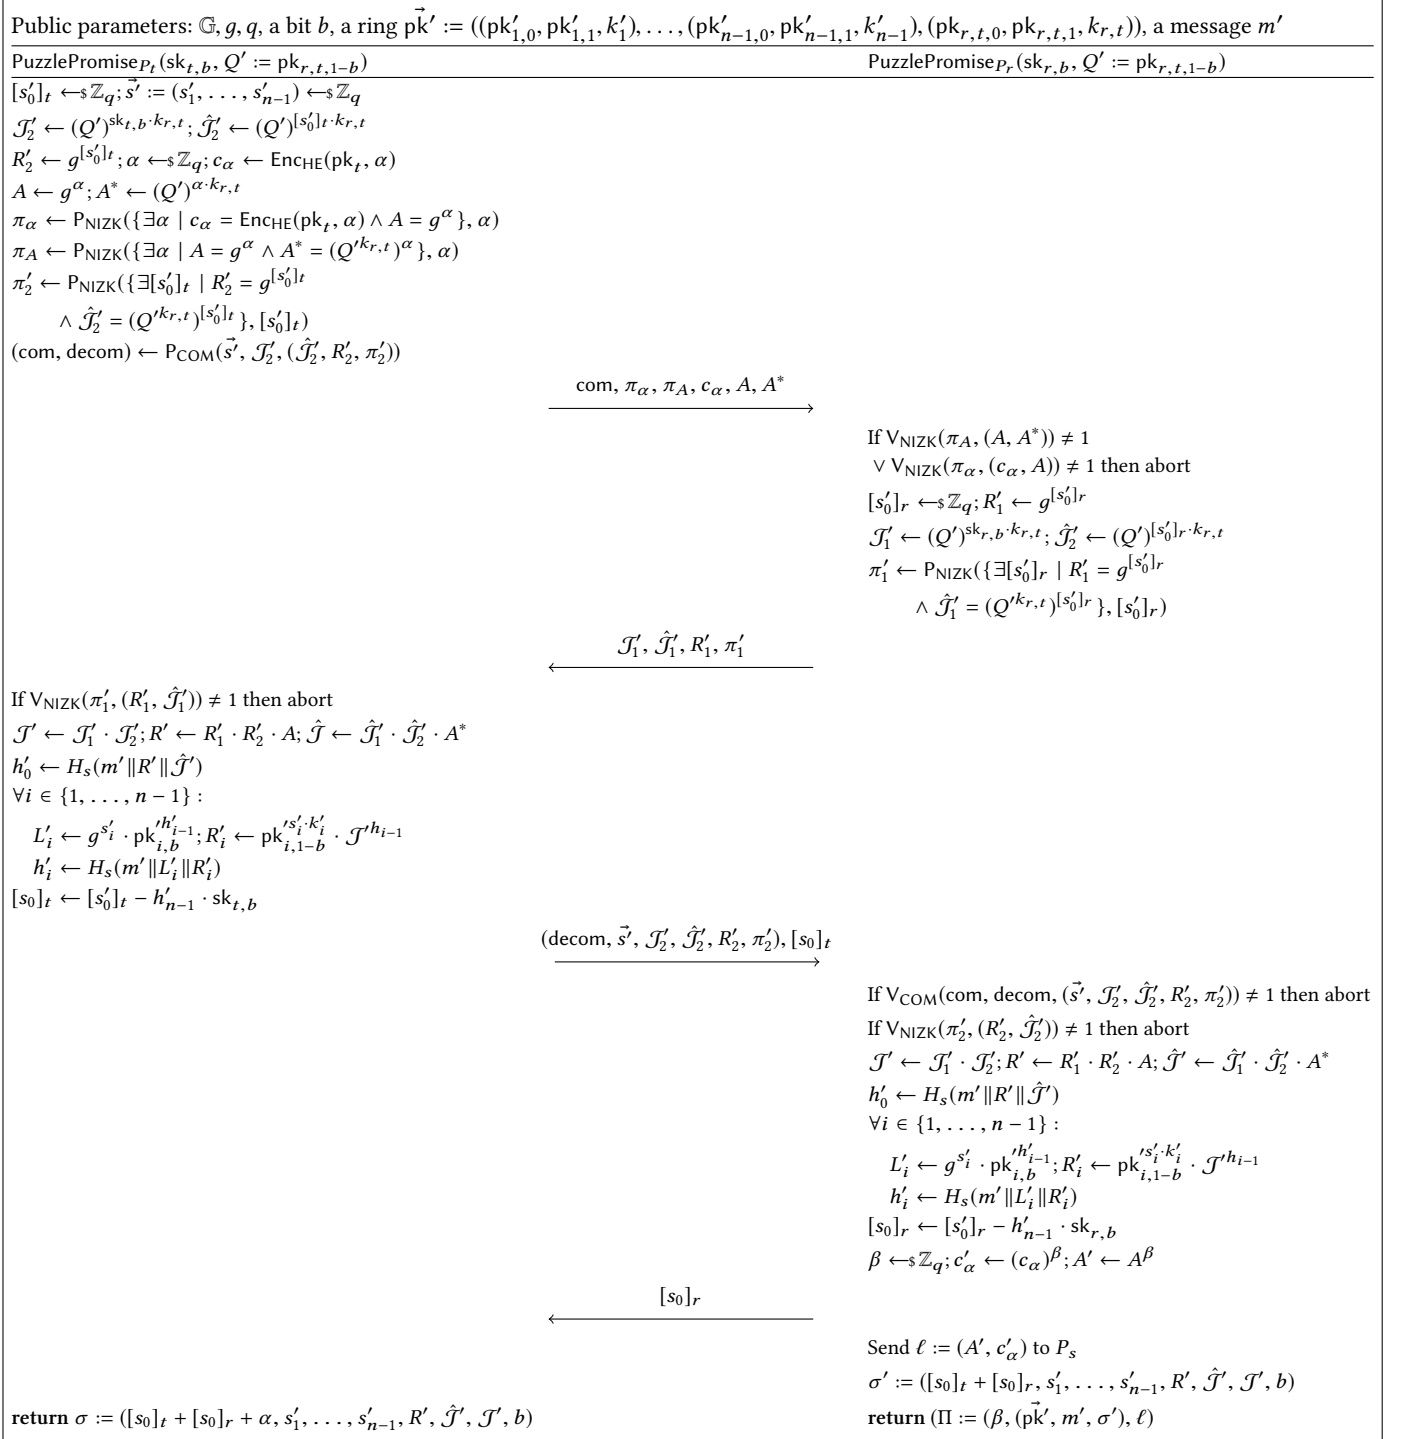 Public parameters: 𝔾, g, q, a bit b, a ring p⃗k′ := ((pk′_{1,0}, pk′_{1,1}, k′_1), . . . , (pk′_{n−1,0}, pk′_{n−1,1}, k′_{n−1}), (pk_{r,t,0}, pk_{r,t,1}, k_{r,t})), a message m′
PuzzlePromise_{P_t}(sk_{t,b}, Q′ := pk_{r,t,1−b})
PuzzlePromise_{P_r}(sk_{r,b}, Q′ := pk_{r,t,1−b})
[s′_0]_t ←$ ℤ_q; s⃗′ := (s′_1, . . . , s′_{n−1}) ←$ ℤ_q
𝒥′_2 ← (Q′)^{sk_{t,b}·k_{r,t}}; 𝒥̂′_2 ← (Q′)^{[s′_0]_t·k_{r,t}}
R′_2 ← g^{[s′_0]_t}; α ←$ ℤ_q; c_α ← Enc_HE(pk_t, α)
A ← g^α; A* ← (Q′)^{α·k_{r,t}}
π_α ← P_NIZK({∃α | c_α = Enc_HE(pk_t, α) ∧ A = g^α}, α)
π_A ← P_NIZK({∃α | A = g^α ∧ A* = (Q′^{k_{r,t}})^α}, α)
π′_2 ← P_NIZK({∃[s′_0]_t | R′_2 = g^{[s′_0]_t}
∧ 𝒥̂′_2 = (Q′^{k_{r,t}})^{[s′_0]_t}}, [s′_0]_t)
(com, decom) ← P_COM(s⃗′, 𝒥′_2, (𝒥̂′_2, R′_2, π′_2))
com, π_α, π_A, c_α, A, A*
If V_NIZK(π_A, (A, A*)) ≠ 1
∨ V_NIZK(π_α, (c_α, A)) ≠ 1 then abort
[s′_0]_r ←$ ℤ_q; R′_1 ← g^{[s′_0]_r}
𝒥′_1 ← (Q′)^{sk_{r,b}·k_{r,t}}; 𝒥̂′_2 ← (Q′)^{[s′_0]_r·k_{r,t}}
π′_1 ← P_NIZK({∃[s′_0]_r | R′_1 = g^{[s′_0]_r}
∧ 𝒥̂′_1 = (Q′^{k_{r,t}})^{[s′_0]_r}}, [s′_0]_r)
𝒥′_1, 𝒥̂′_1, R′_1, π′_1
If V_NIZK(π′_1, (R′_1, 𝒥̂′_1)) ≠ 1 then abort
𝒥′ ← 𝒥′_1 · 𝒥′_2; R′ ← R′_1 · R′_2 · A; 𝒥̂ ← 𝒥̂′_1 · 𝒥̂′_2 · A*
h′_0 ← H_s(m′∥R′∥𝒥̂′)
∀i ∈ {1, . . . , n − 1} :
L′_i ← g^{s′_i} · pk′^{h′_{i−1}}_{i,b}; R′_i ← pk′^{s′_i·k′_i}_{i,1−b} · 𝒥′^{h_{i−1}}
h′_i ← H_s(m′∥L′_i∥R′_i)
[s_0]_t ← [s′_0]_t − h′_{n−1} · sk_{t,b}
(decom, s⃗′, 𝒥′_2, 𝒥̂′_2, R′_2, π′_2), [s_0]_t
If V_COM(com, decom, (s⃗′, 𝒥′_2, 𝒥̂′_2, R′_2, π′_2)) ≠ 1 then abort
If V_NIZK(π′_2, (R′_2, 𝒥̂′_2)) ≠ 1 then abort
𝒥′ ← 𝒥′_1 · 𝒥′_2; R′ ← R′_1 · R′_2 · A; 𝒥̂′ ← 𝒥̂′_1 · 𝒥̂′_2 · A*
h′_0 ← H_s(m′∥R′∥𝒥̂′)
∀i ∈ {1, . . . , n − 1} :
L′_i ← g^{s′_i} · pk′^{h′_{i−1}}_{i,b}; R′_i ← pk′^{s′_i·k′_i}_{i,1−b} · 𝒥′^{h_{i−1}}
h′_i ← H_s(m′∥L′_i∥R′_i)
[s_0]_r ← [s′_0]_r − h′_{n−1} · sk_{r,b}
β ←$ ℤ_q; c′_α ← (c_α)^β; A′ ← A^β
[s_0]_r
Send ℓ := (A′, c′_α) to P_s
σ′ := ([s_0]_t + [s_0]_r, s′_1, . . . , s′_{n−1}, R′, 𝒥̂′, 𝒥′, b)
return σ := ([s_0]_t + [s_0]_r + α, s′_1, . . . , s′_{n−1}, R′, 𝒥̂′, 𝒥′, b)
return (Π := (β, (p⃗k′, m′, σ′), ℓ)